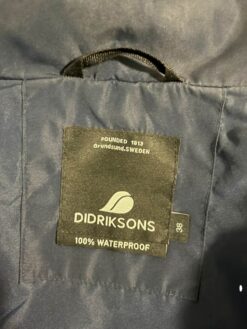 FOUNDED 1913
Grundsund, SWEDEN
DIDRIKSONS
100% WATERPROOF
38